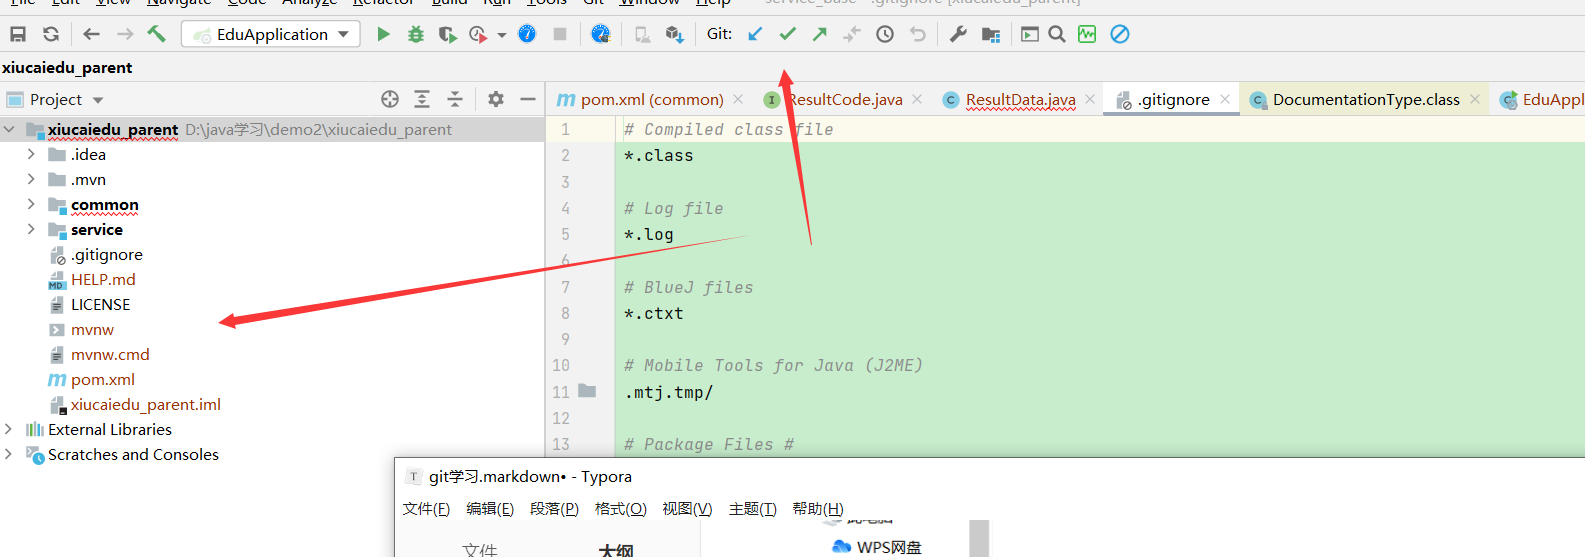 File Edit View Navigate Code Analyze Refactor Build Run Tools Git Window Help service_base - .gitignore [xiucaiedu_parent]
EduApplication Git:
xiucaiedu_parent
Project
pom.xml (common) ResultCode.java ResultData.java .gitignore DocumentationType.class EduAppl
xiucaiedu_parent D:\java学习\demo2\xiucaiedu_parent
.idea
.mvn
common
service
.gitignore
HELP.md
LICENSE
mvnw
mvnw.cmd
pom.xml
xiucaiedu_parent.iml
External Libraries
Scratches and Consoles
1 # Compiled class file
2 *.class
3
4 # Log file
5 *.log
6
7 # BlueJ files
8 *.ctxt
9
10 # Mobile Tools for Java (J2ME)
11 .mtj.tmp/
12
13 # Package Files #
git学习.markdown• - Typora
文件(F) 编辑(E) 段落(P) 格式(O) 视图(V) 主题(T) 帮助(H)
此电脑
文件 大纲 WPS网盘